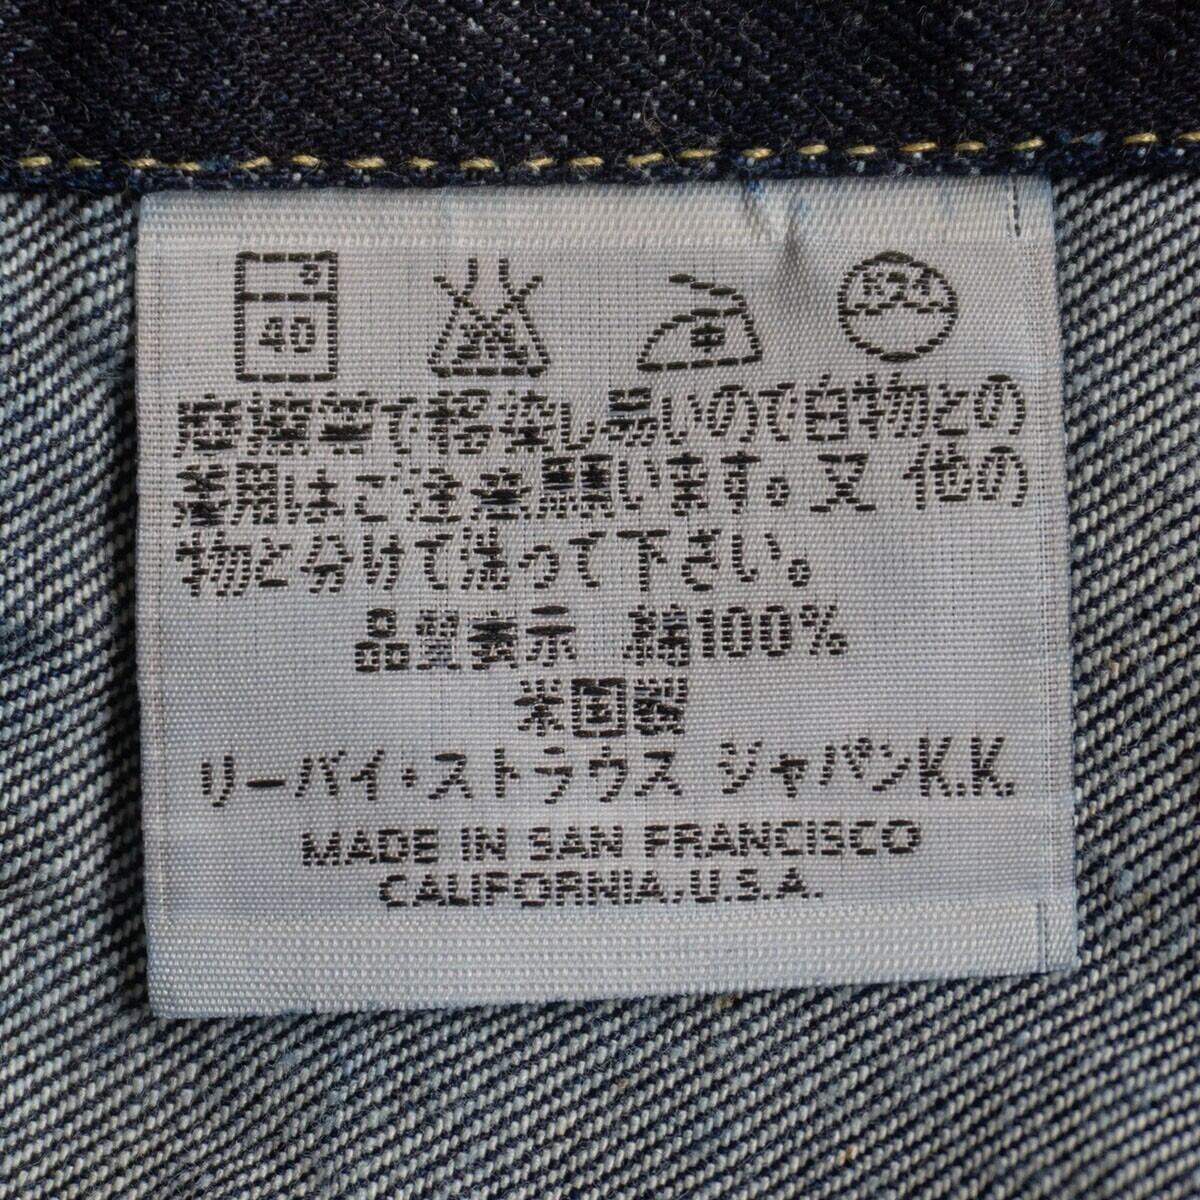 40
摩擦等で移染し易いので白物との
着用はご注意願います。又 他の
物と分けて洗って下さい。
品質表示 綿100%
米国製
リーバイ・ストラウス ジャパンK.K.
MADE IN SAN FRANCISCO
CALIFORNIA,U.S.A.